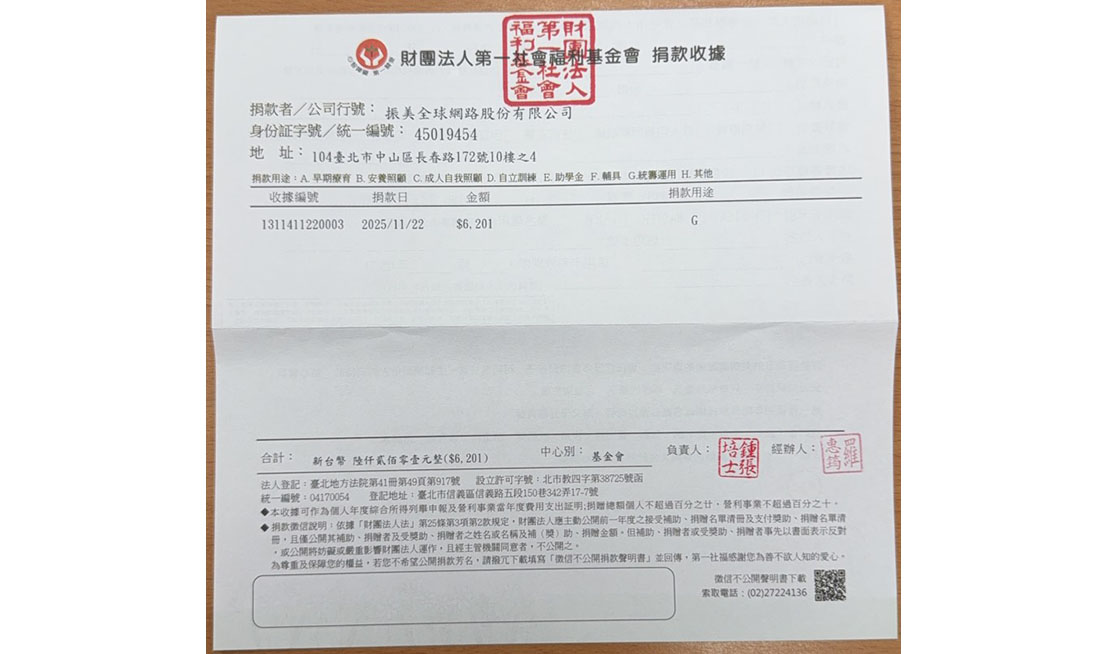 財團法人第一社會福利基金會 捐款收據
財團法人
第一社會
福利基金會
捐款者／公司行號： 振美全球網路股份有限公司
身份証字號／統一編號： 45019454
地 址： 104臺北市中山區長春路172號10樓之4
捐款用途：A.早期療育 B.安養照顧 C.成人自我照顧 D.自立訓練 E.助學金 F.輔具 G.統籌運用 H.其他
收據編號 捐款日 金額 捐款用途
1311411220003 2025/11/22 $6,201 G
合計： 新台幣 陸仟貳佰零壹元整($6,201) 中心別： 基金會 負責人： 鍾張培士 經辦人： 羅惠筠
法人登記：臺北地方法院第41冊第49頁第917號 設立許可字號：北市教四字第38725號函
統一編號：04170054 登記地址：臺北市信義區信義路五段150巷342弄17-7號
◆本收據可作為個人年度綜合所得列舉申報及營利事業當年度費用支出証明;捐贈總額個人不超過百分之廿、營利事業不超過百分之十。
◆捐款徵信說明：依據「財團法人法」第25條第3項第2款規定，財團法人應主動公開前一年度之接受補助、捐贈名單清冊及支付獎助、捐贈名單清
冊，且僅公開其補助、捐贈者及受獎助、捐贈者之姓名或名稱及補（獎）助、捐贈金額。但補助、捐贈者或受獎助、捐贈者事先以書面表示反對
，或公開將妨礙或嚴重影響財團法人運作，且經主管機關同意者，不公開之。
為尊重及保障您的權益，若您不希望公開捐款芳名，請撥冗下載填寫「徵信不公開捐款聲明書」並回傳，第一社福感謝您為善不欲人知的愛心。
徵信不公開聲明書下載
索取電話：(02)27224136